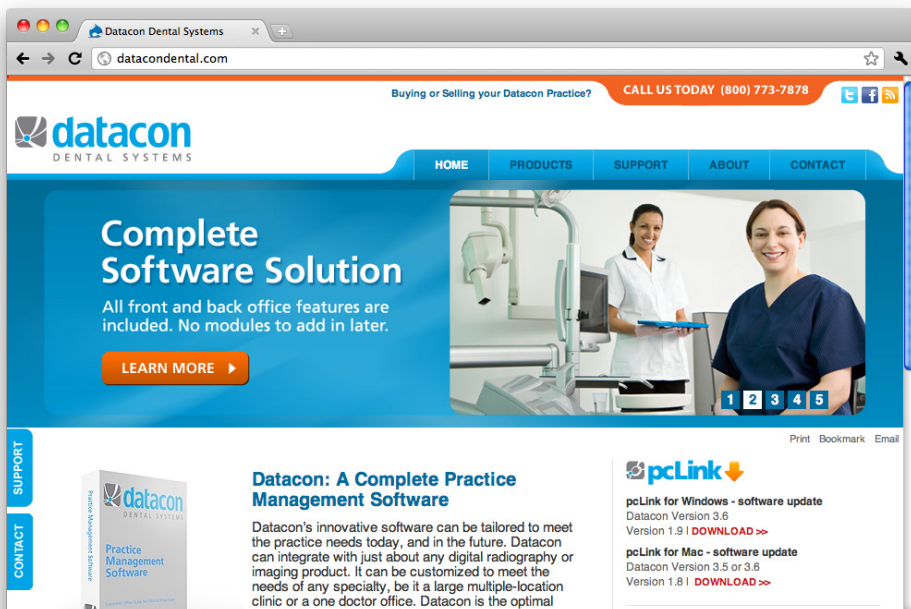 Datacon Dental Systems
datacondental.com
Buying or Selling your Datacon Practice?
CALL US TODAY (800) 773-7878
datacon
DENTAL SYSTEMS
HOME PRODUCTS SUPPORT ABOUT CONTACT
Complete
Software Solution
All front and back office features are
included. No modules to add in later.
LEARN MORE
1 2 3 4 5
Print Bookmark Email
SUPPORT
CONTACT
Practice Management Software
datacon
DENTAL SYSTEMS
Practice
Management
Software
Datacon: A Complete Practice
Management Software
Datacon's innovative software can be tailored to meet
the practice needs today, and in the future. Datacon
can integrate with just about any digital radiography or
imaging product. It can be customized to meet the
needs of any specialty, be it a large multiple-location
clinic or a one doctor office. Datacon is the optimal
pcLink
pcLink for Windows - software update
Datacon Version 3.6
Version 1.9 | DOWNLOAD >>
pcLink for Mac - software update
Datacon Version 3.5 or 3.6
Version 1.8 | DOWNLOAD >>